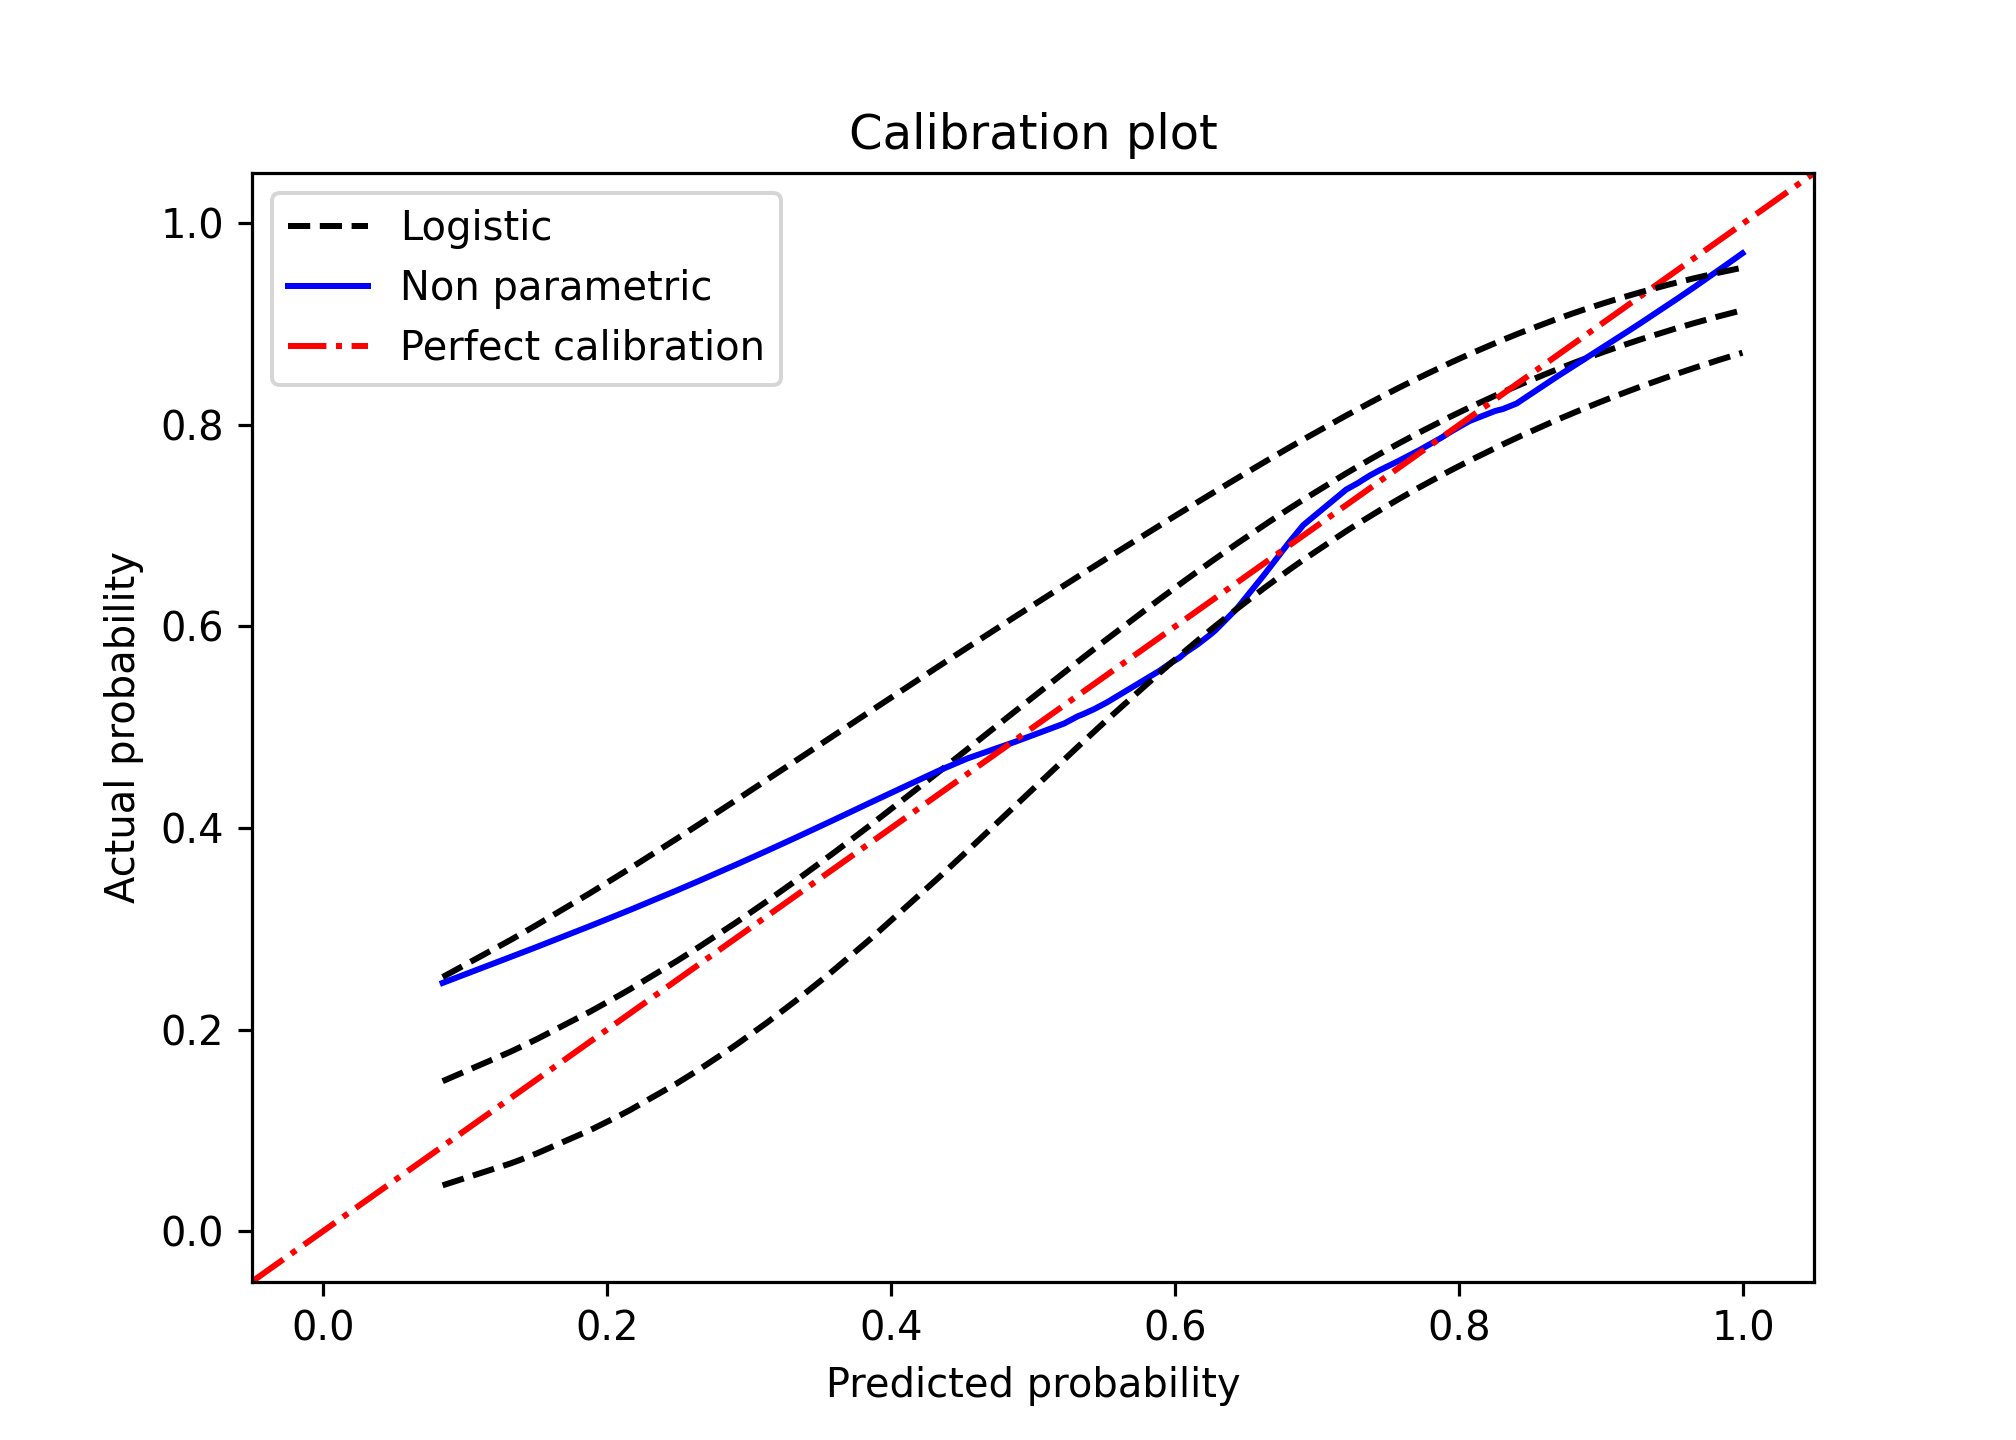 Calibration plot
Logistic
Non parametric
Perfect calibration
1.0
0.8
0.6
0.4
0.2
0.0
Actual probability
0.0 0.2 0.4 0.6 0.8 1.0
Predicted probability